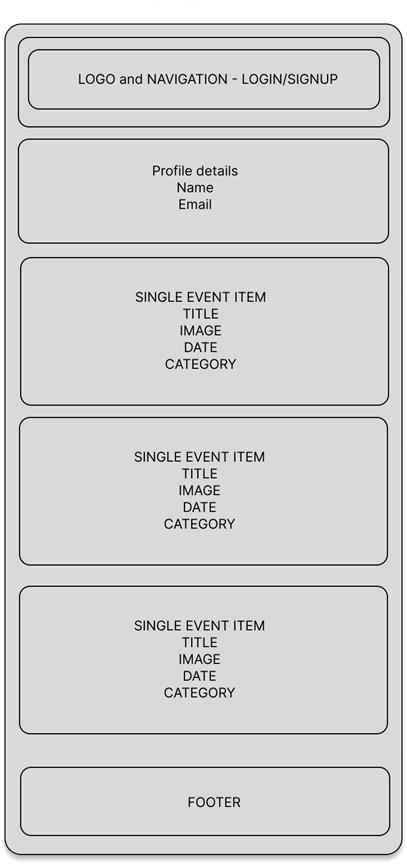 LOGO and NAVIGATION - LOGIN/SIGNUP
Profile details
Name
Email
SINGLE EVENT ITEM
TITLE
IMAGE
DATE
CATEGORY
SINGLE EVENT ITEM
TITLE
IMAGE
DATE
CATEGORY
SINGLE EVENT ITEM
TITLE
IMAGE
DATE
CATEGORY
FOOTER